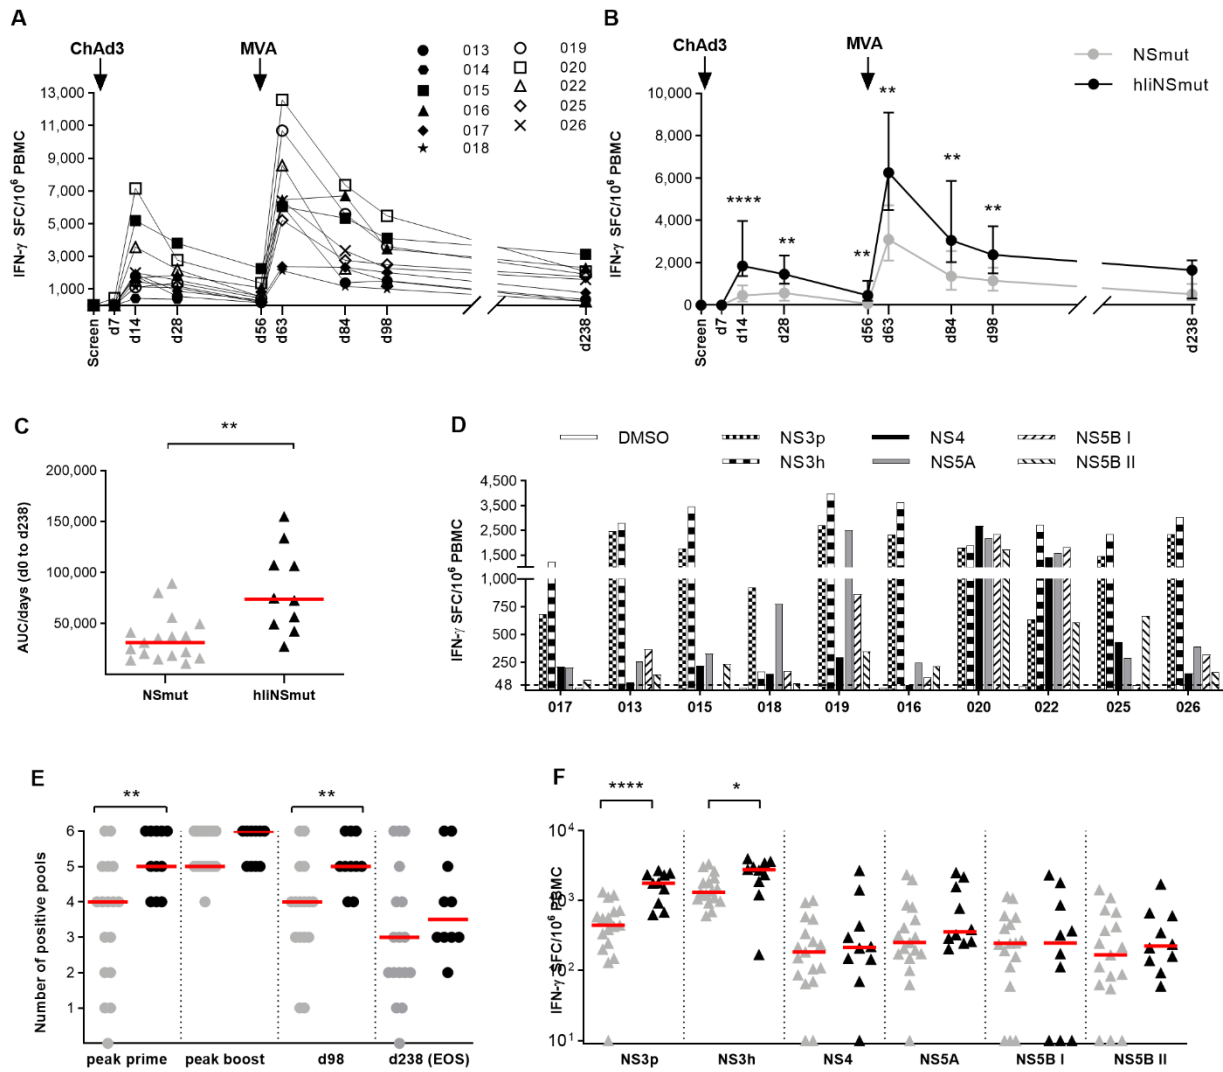 A
ChAd3
MVA
013
014
015
016
017
018
019
020
022
025
026
IFN-γ SFC/10⁶ PBMC
13,000
11,000
9,000
7,000
5,000
3,000
1,000
Screen
d7
d14
d28
d56
d63
d84
d98
d238
B
ChAd3
MVA
NSmut
hliNSmut
IFN-γ SFC/10⁶ PBMC
10,000
8,000
6,000
4,000
2,000
0
****
**
**
**
**
**
Screen
d7
d14
d28
d56
d63
d84
d98
d238
C
**
AUC/days (d0 to d238)
200,000
150,000
100,000
50,000
NSmut
hliNSmut
D
DMSO
NS3p
NS3h
NS4
NS5A
NS5B I
NS5B II
IFN-γ SFC/10⁶ PBMC
4,500
3,500
2,500
1,500
1,000
750
500
250
48
017
013
015
018
019
016
020
022
025
026
E
**
**
Number of positive pools
6
5
4
3
2
1
peak prime
peak boost
d98
d238 (EOS)
F
****
*
IFN-γ SFC/10⁶ PBMC
10⁴
10³
10²
10¹
NS3p
NS3h
NS4
NS5A
NS5B I
NS5B II